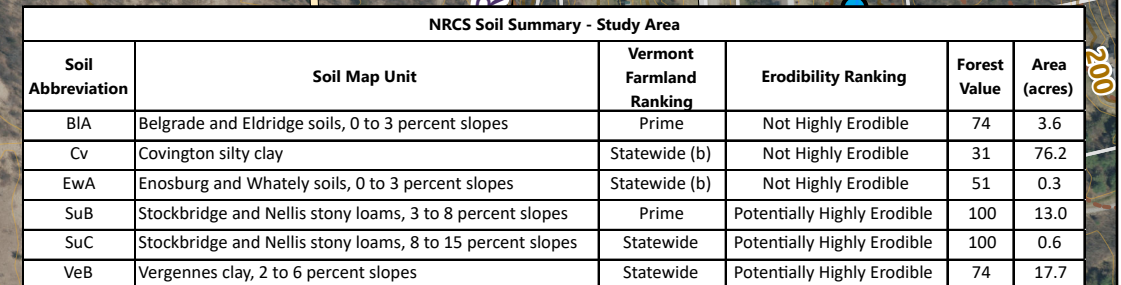 NRCS Soil Summary - Study Area
Soil Abbreviation Soil Map Unit Vermont Farmland Ranking Erodibility Ranking Forest Value Area (acres)
BlA Belgrade and Eldridge soils, 0 to 3 percent slopes Prime Not Highly Erodible 74 3.6
Cv Covington silty clay Statewide (b) Not Highly Erodible 31 76.2
EwA Enosburg and Whately soils, 0 to 3 percent slopes Statewide (b) Not Highly Erodible 51 0.3
SuB Stockbridge and Nellis stony loams, 3 to 8 percent slopes Prime Potentially Highly Erodible 100 13.0
SuC Stockbridge and Nellis stony loams, 8 to 15 percent slopes Statewide Potentially Highly Erodible 100 0.6
VeB Vergennes clay, 2 to 6 percent slopes Statewide Potentially Highly Erodible 74 17.7
200